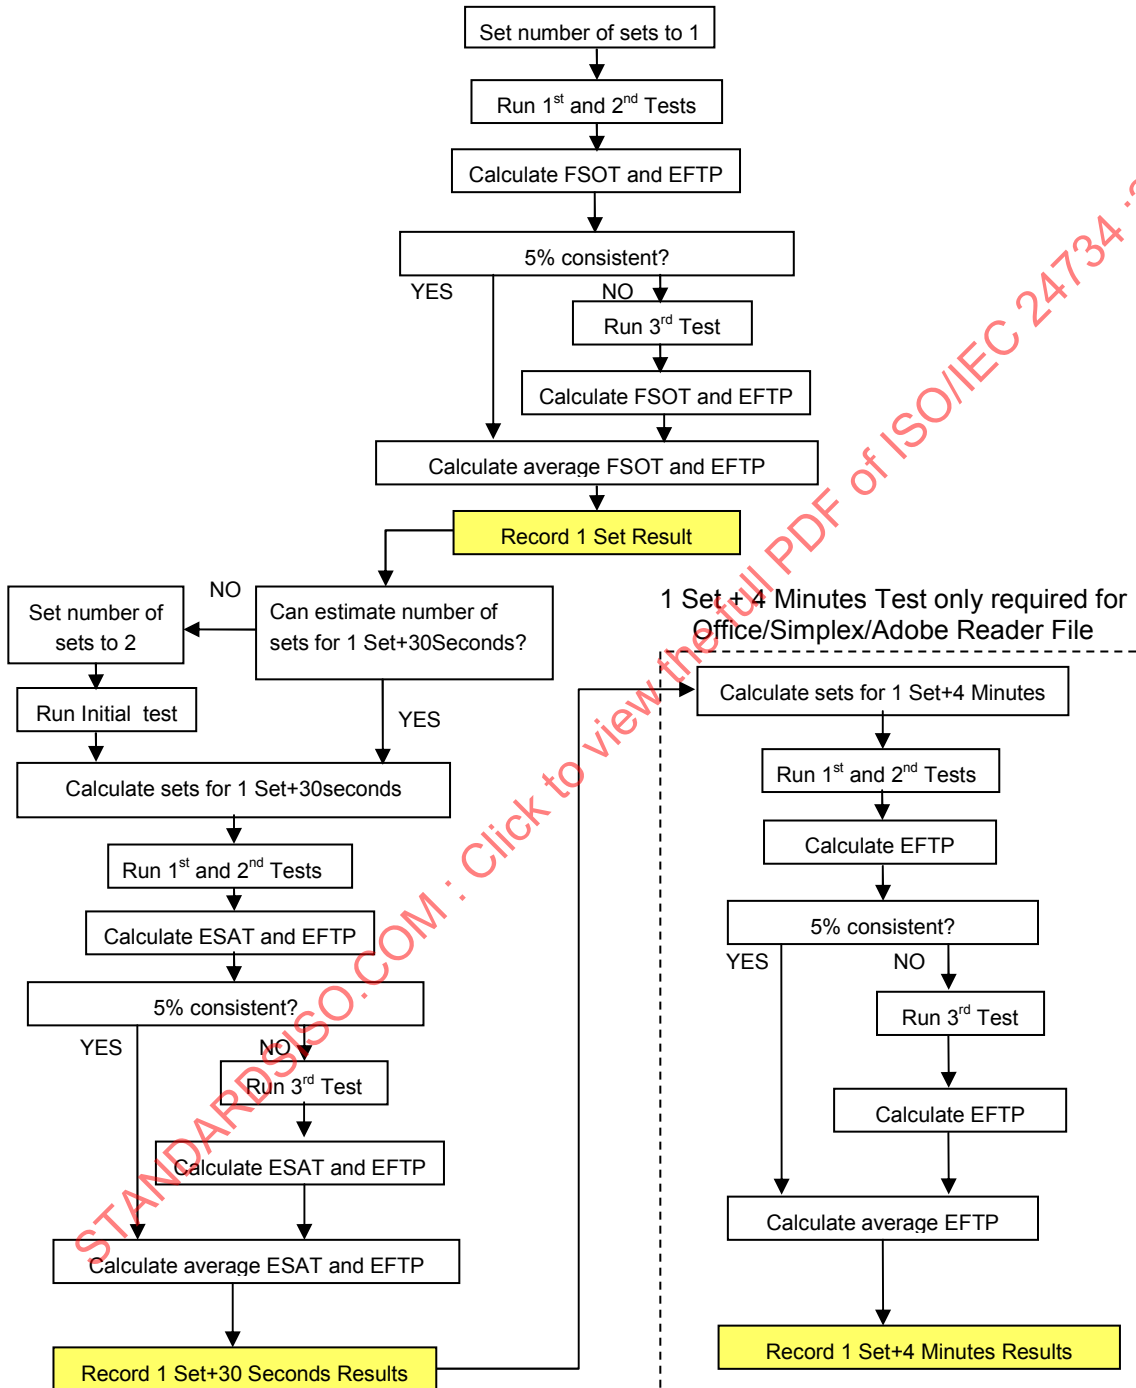 Set number of sets to 1
Run 1st and 2nd Tests
Calculate FSOT and EFTP
5% consistent?
YES
NO
Run 3rd Test
Calculate FSOT and EFTP
Calculate average FSOT and EFTP
Record 1 Set Result
Can estimate number of
sets for 1 Set+30Seconds?
NO
Set number of
sets to 2
Run Initial test
YES
Calculate sets for 1 Set+30seconds
Run 1st and 2nd Tests
Calculate ESAT and EFTP
5% consistent?
YES
NO
Run 3rd Test
Calculate ESAT and EFTP
Calculate average ESAT and EFTP
Record 1 Set+30 Seconds Results
1 Set + 4 Minutes Test only required for
Office/Simplex/Adobe Reader File
Calculate sets for 1 Set+4 Minutes
Run 1st and 2nd Tests
Calculate EFTP
5% consistent?
YES
NO
Run 3rd Test
Calculate EFTP
Calculate average EFTP
Record 1 Set+4 Minutes Results
STANDARDSISO.COM : Click to view the full PDF of ISO/IEC 24734